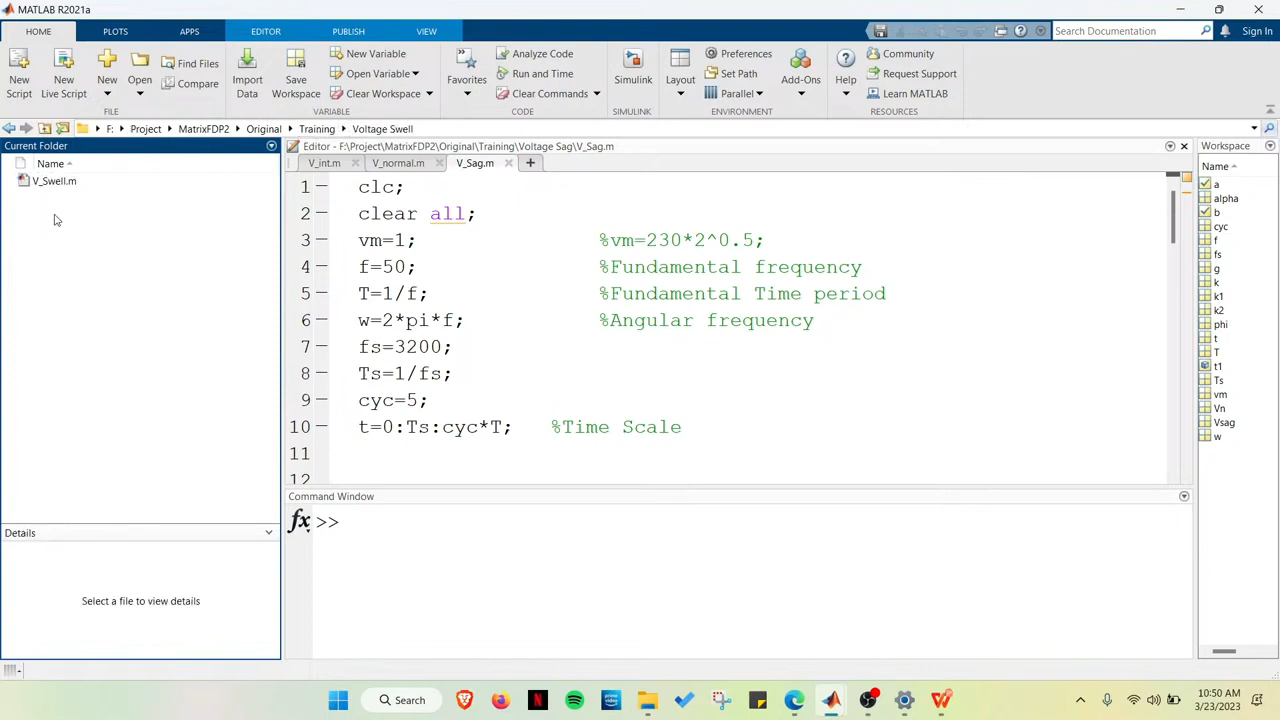 MATLAB R2021a
HOME PLOTS APPS EDITOR PUBLISH VIEW Search Documentation Sign In
New Script
New Live Script
New
Open
Find Files
Compare
FILE
Import Data
Save Workspace
New Variable
Open Variable
Clear Workspace
VARIABLE
Favorites
Analyze Code
Run and Time
Clear Commands
CODE
Simulink
SIMULINK
Layout
Preferences
Set Path
Parallel
Add-Ons
ENVIRONMENT
Help
Community
Request Support
Learn MATLAB
RESOURCES
F: Project MatrixFDP2 Original Training Voltage Swell
Current Folder
Name
V_Swell.m
Details
Select a file to view details
Editor - F:\Project\MatrixFDP2\Original\Training\Voltage Sag\V_Sag.m
V_int.m V_normal.m V_Sag.m
1 clc;
2 clear all;
3 vm=1; %vm=230*2^0.5;
4 f=50; %Fundamental frequency
5 T=1/f; %Fundamental Time period
6 w=2*pi*f; %Angular frequency
7 fs=3200;
8 Ts=1/fs;
9 cyc=5;
10 t=0:Ts:cyc*T; %Time Scale
11
12
Command Window
fx >>
Workspace
Name
a
alpha
b
cyc
f
fs
g
k
k1
k2
phi
t
T
t1
Ts
vm
Vn
Vsag
w
Search
10:50 AM
3/23/2023